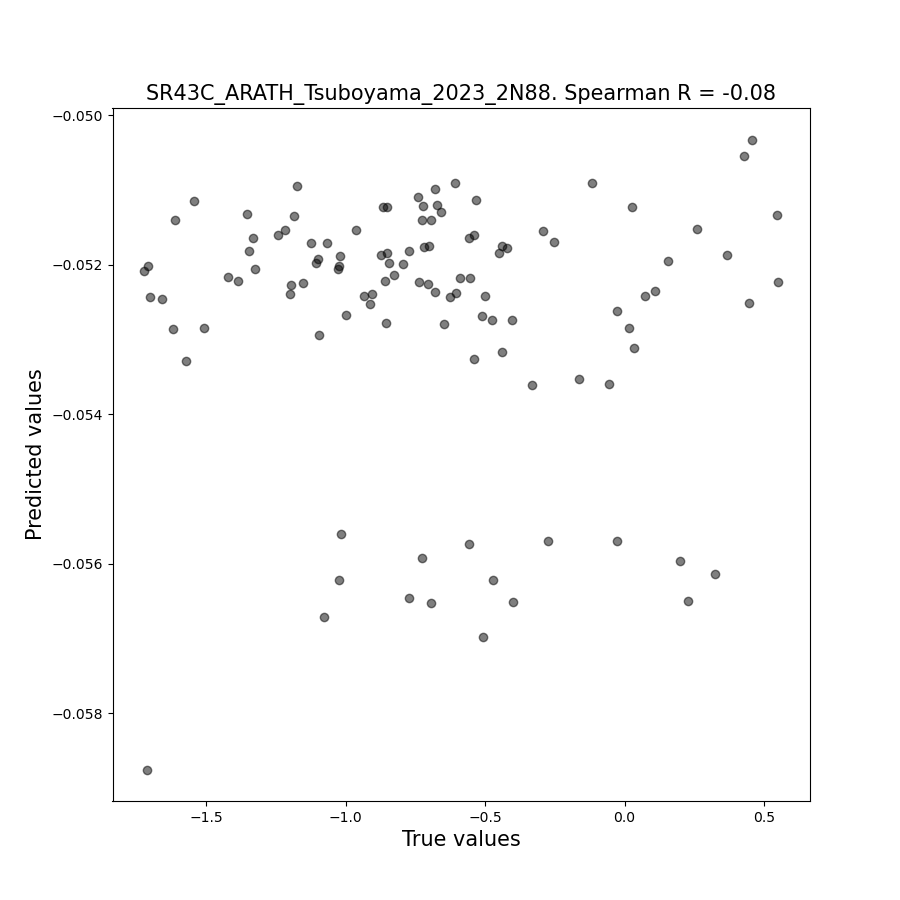 SR43C_ARATH_Tsuboyama_2023_2N88. Spearman R = -0.08
−0.050
−0.052
−0.054
−0.056
−0.058
Predicted values
−1.5 −1.0 −0.5 0.0 0.5
True values